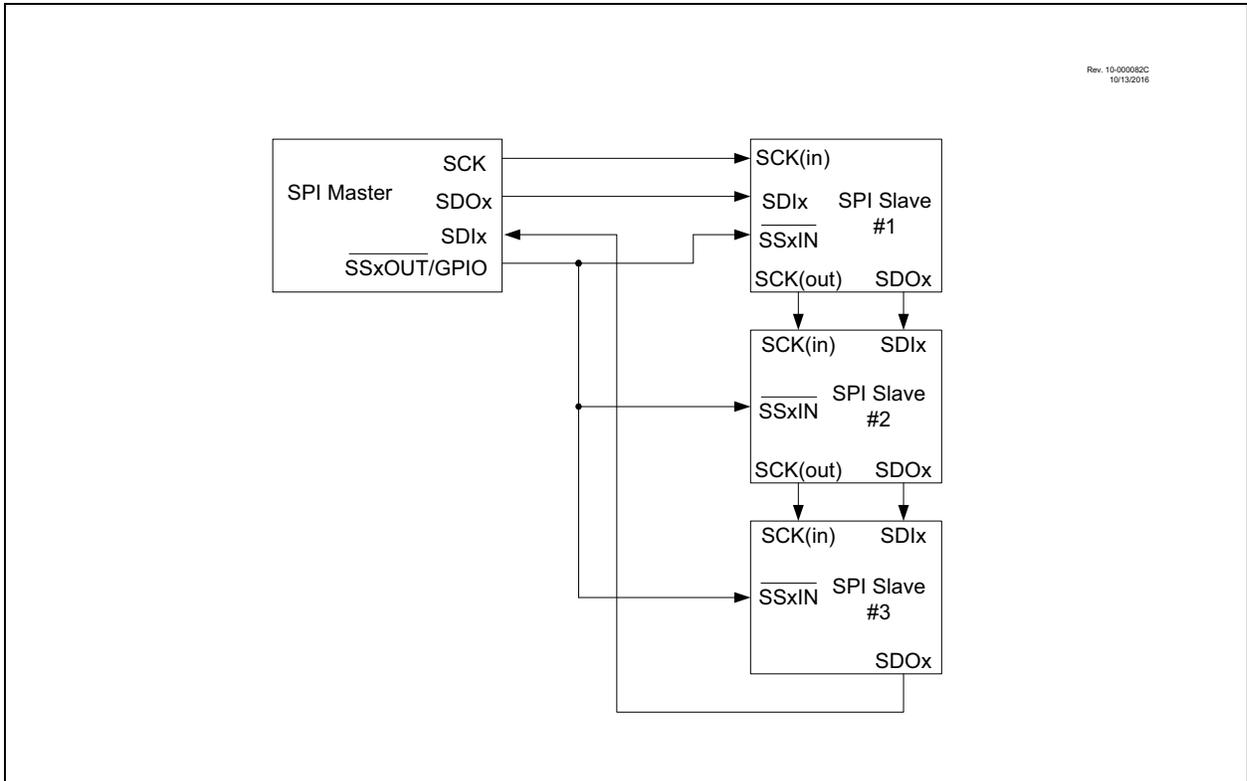 Rev. 10-000082C
10/13/2016
SPI Master
SCK
SDOx
SDIx
SSxOUT/GPIO
SCK(in)
SDIx
SSxIN
SPI Slave
#1
SCK(out) SDOx
SCK(in) SDIx
SSxIN
SPI Slave
#2
SCK(out) SDOx
SCK(in) SDIx
SSxIN
SPI Slave
#3
SDOx